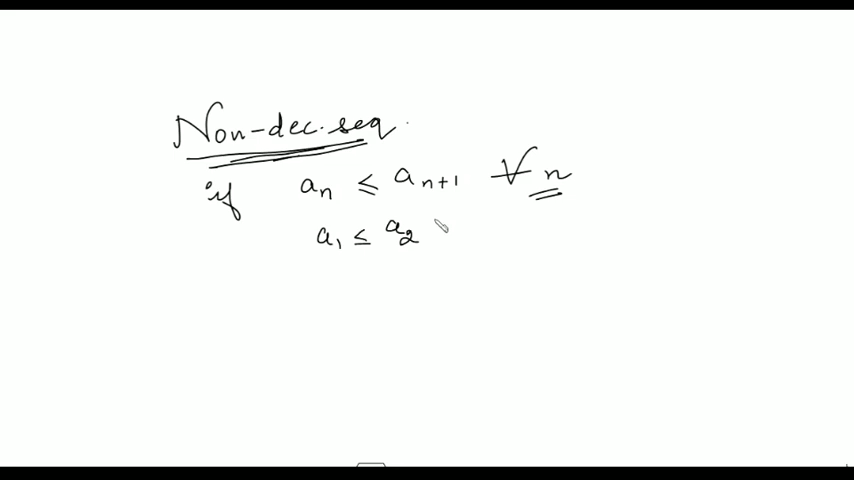 Non-dec. seq.
if aₙ ≤ aₙ₊₁ ∀ n
a₁ ≤ a₂